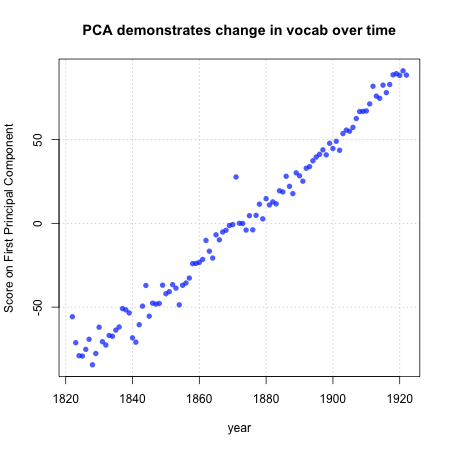 PCA demonstrates change in vocab over time
Score on First Principal Component
50
0
-50
1820 1840 1860 1880 1900 1920
year